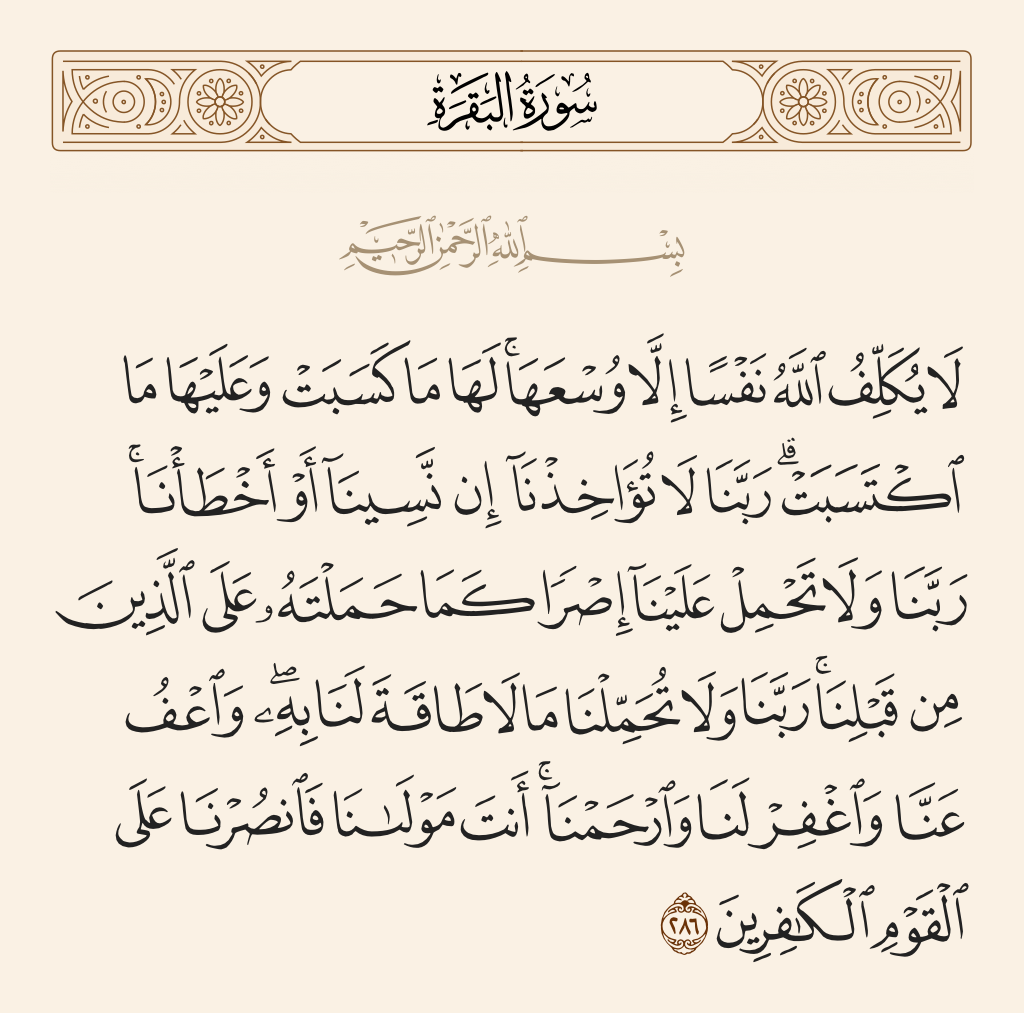 سُورَةُ البَقَرَةِ
بِسْمِ ٱللَّهِ ٱلرَّحْمَٰنِ ٱلرَّحِيمِ
لَا يُكَلِّفُ ٱللَّهُ نَفْسًا إِلَّا وُسْعَهَاۚ لَهَا مَا كَسَبَتْ وَعَلَيْهَا مَا
ٱكْتَسَبَتْۗ رَبَّنَا لَا تُؤَاخِذْنَآ إِن نَّسِينَآ أَوْ أَخْطَأْنَاۚ
رَبَّنَا وَلَا تَحْمِلْ عَلَيْنَآ إِصْرًا كَمَا حَمَلْتَهُۥ عَلَى ٱلَّذِينَ
مِن قَبْلِنَاۚ رَبَّنَا وَلَا تُحَمِّلْنَا مَا لَا طَاقَةَ لَنَا بِهِۦۖ وَٱعْفُ
عَنَّا وَٱغْفِرْ لَنَا وَٱرْحَمْنَآۚ أَنتَ مَوْلَىٰنَا فَٱنصُرْنَا عَلَى
ٱلْقَوْمِ ٱلْكَٰفِرِينَ ٢٨٦